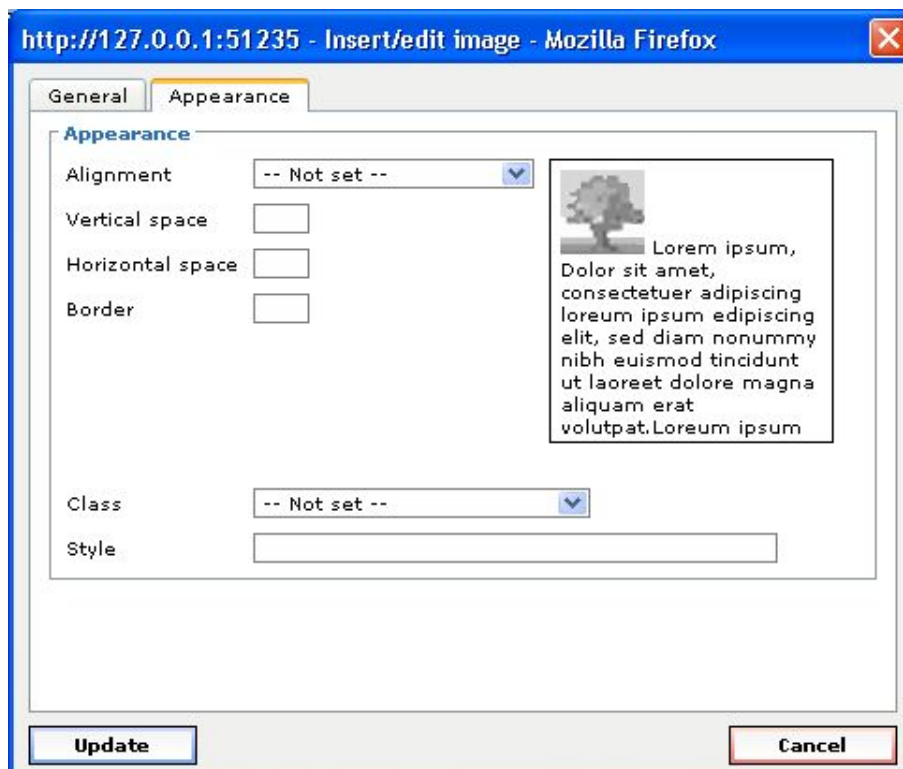 http://127.0.0.1:51235 - Insert/edit image - Mozilla Firefox
General
Appearance
Appearance
Alignment
-- Not set --
Vertical space
Horizontal space
Border
Lorem ipsum,
Dolor sit amet,
consectetuer adipiscing
loreum ipsum edipiscing
elit, sed diam nonummy
nibh euismod tincidunt
ut laoreet dolore magna
aliquam erat
volutpat.Loreum ipsum
Class
-- Not set --
Style
Update
Cancel